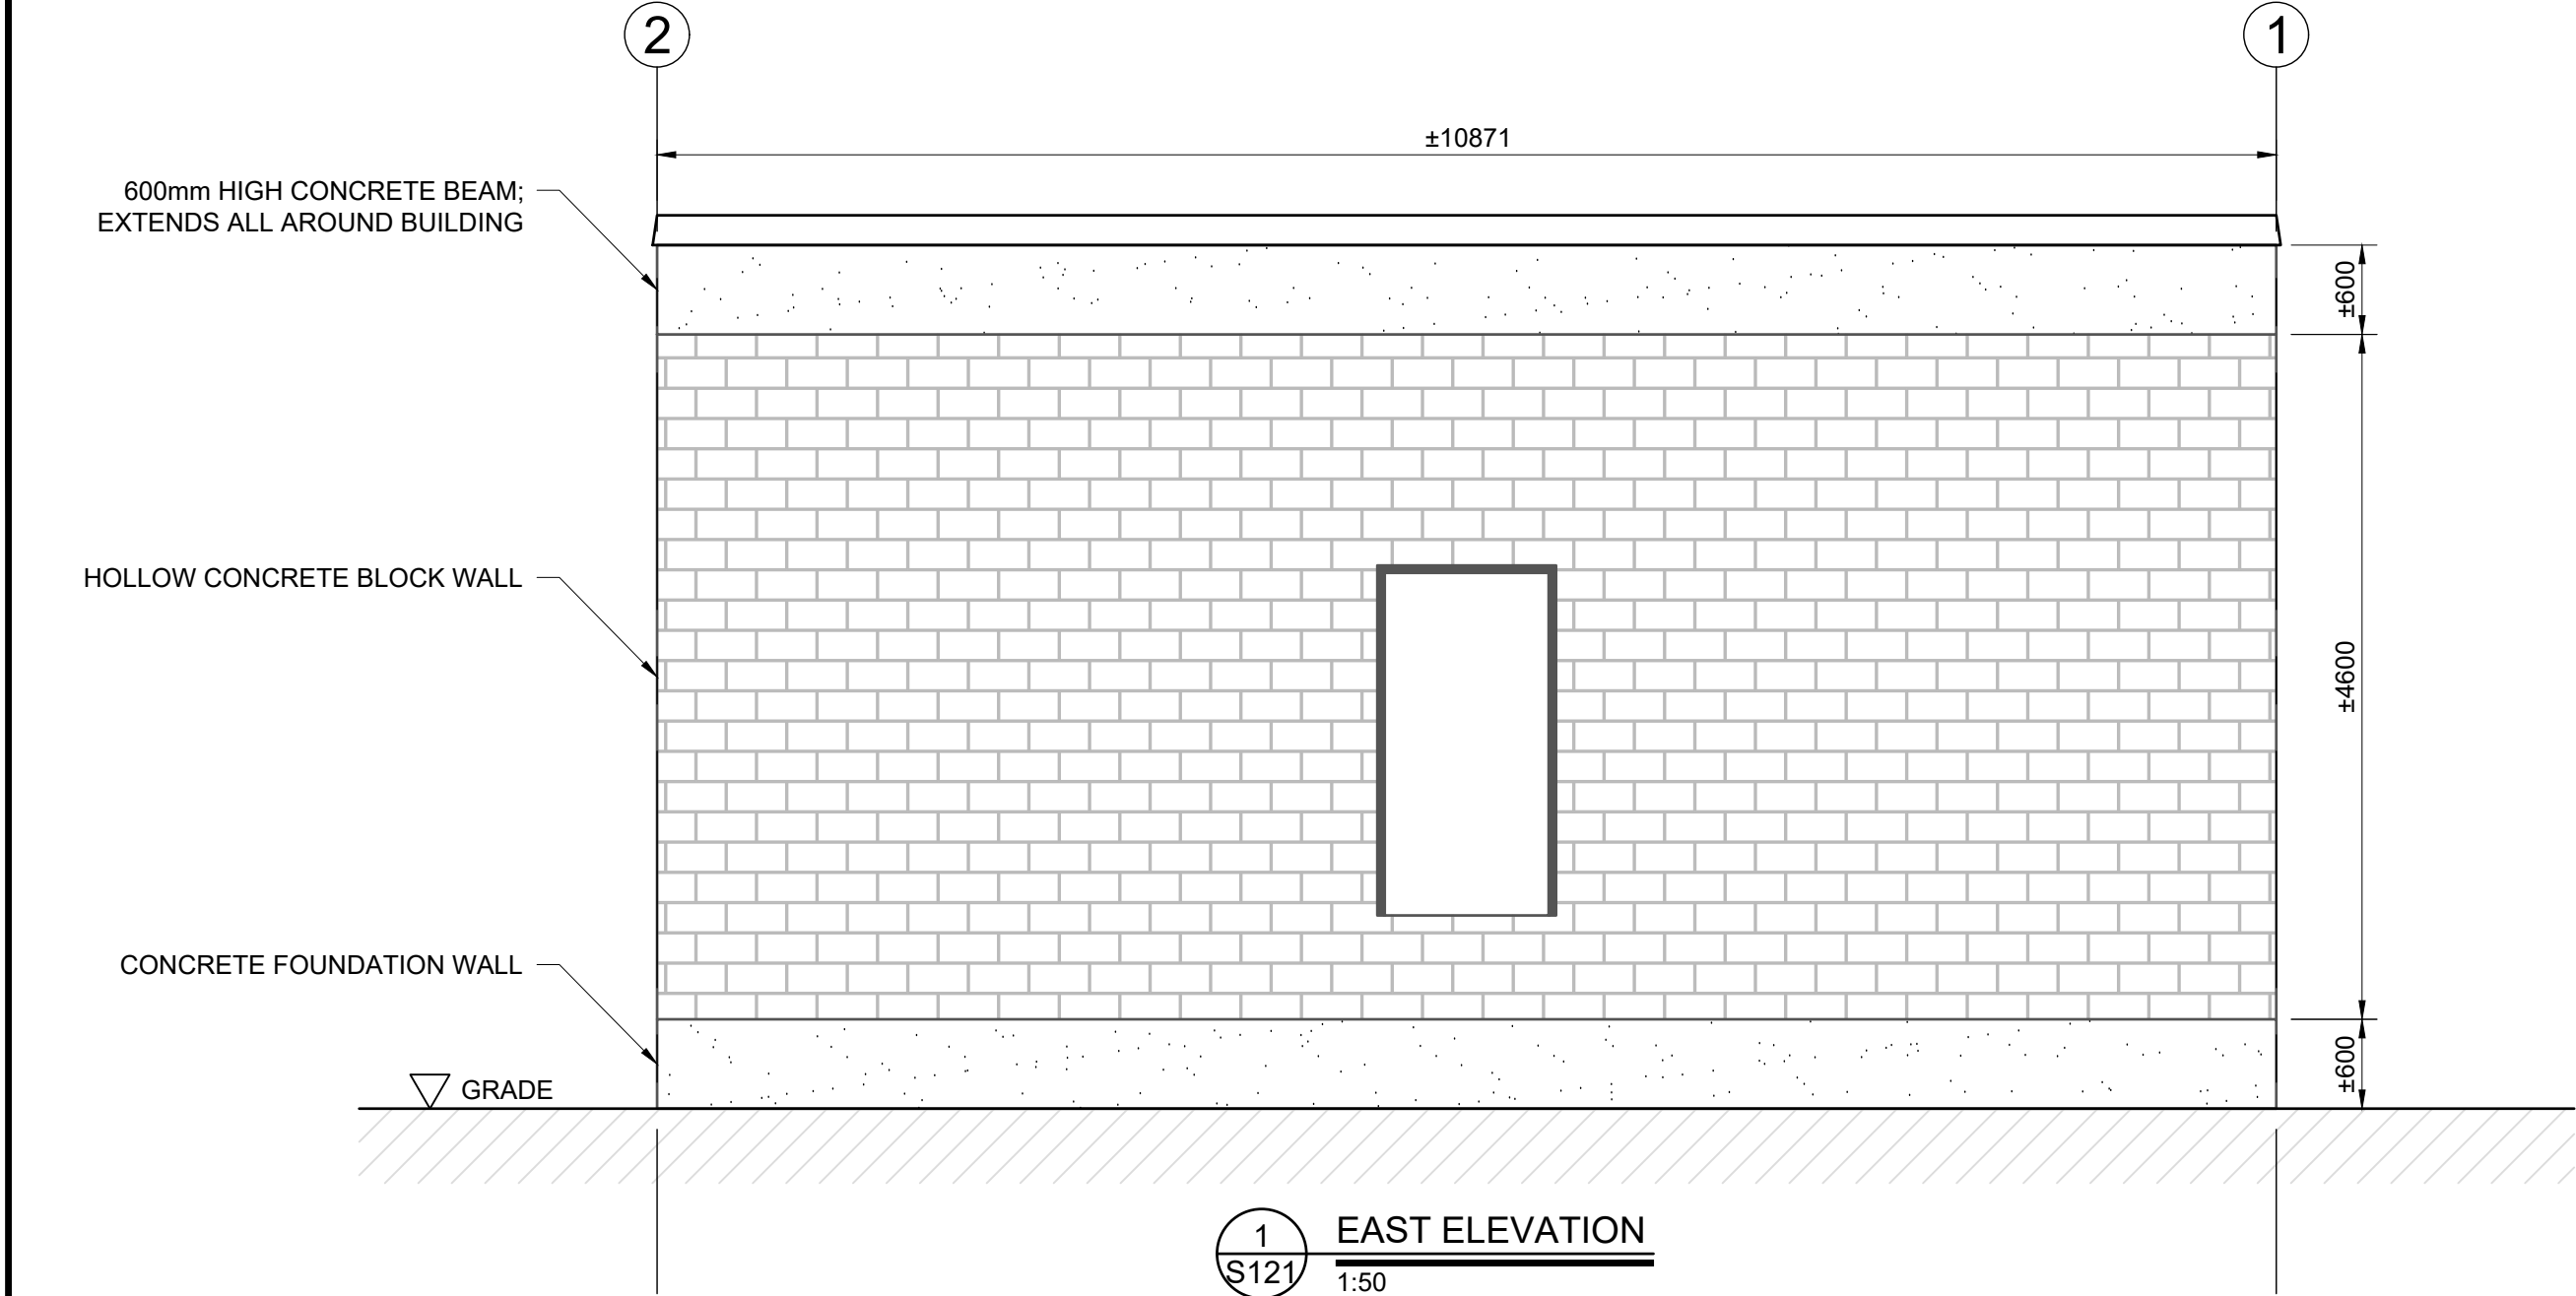 2
1
±10871
600mm HIGH CONCRETE BEAM;
EXTENDS ALL AROUND BUILDING
±600
HOLLOW CONCRETE BLOCK WALL
±4600
CONCRETE FOUNDATION WALL
±600
GRADE
1
S121
EAST ELEVATION
1:50